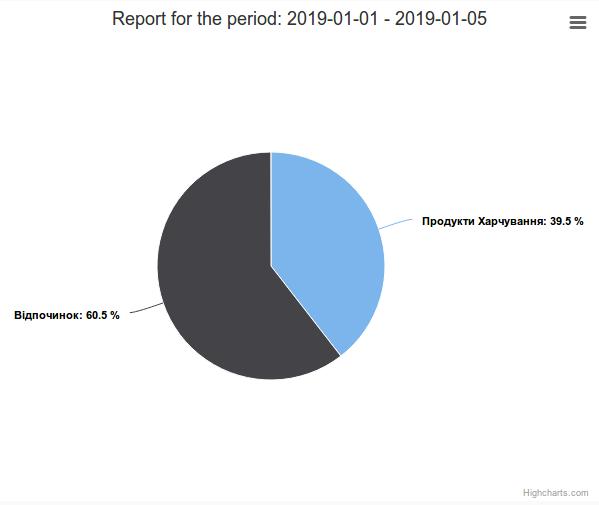 Report for the period: 2019-01-01 - 2019-01-05
Продукти Харчування: 39.5 %
Відпочинок: 60.5 %
Highcharts.com